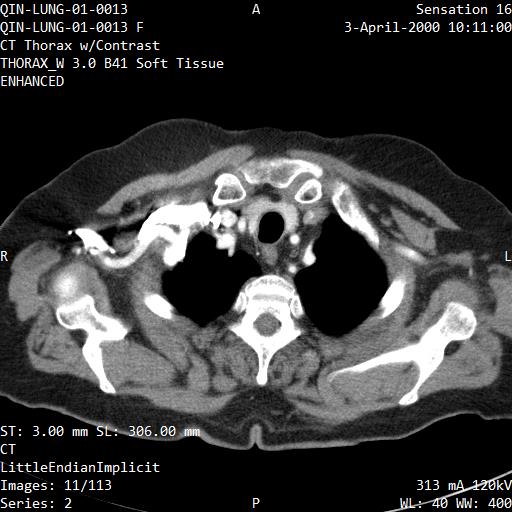 QIN-LUNG-01-0013
A
Sensation 16
QIN-LUNG-01-0013 F
3-April-2000 10:11:00
CT Thorax w/Contrast
THORAX_W 3.0 B41 Soft Tissue
ENHANCED
R
L
ST: 3.00 mm SL: 306.00 mm
CT
LittleEndianImplicit
Images: 11/113
313 mA 120kV
Series: 2
P
WL: 40 WW: 400